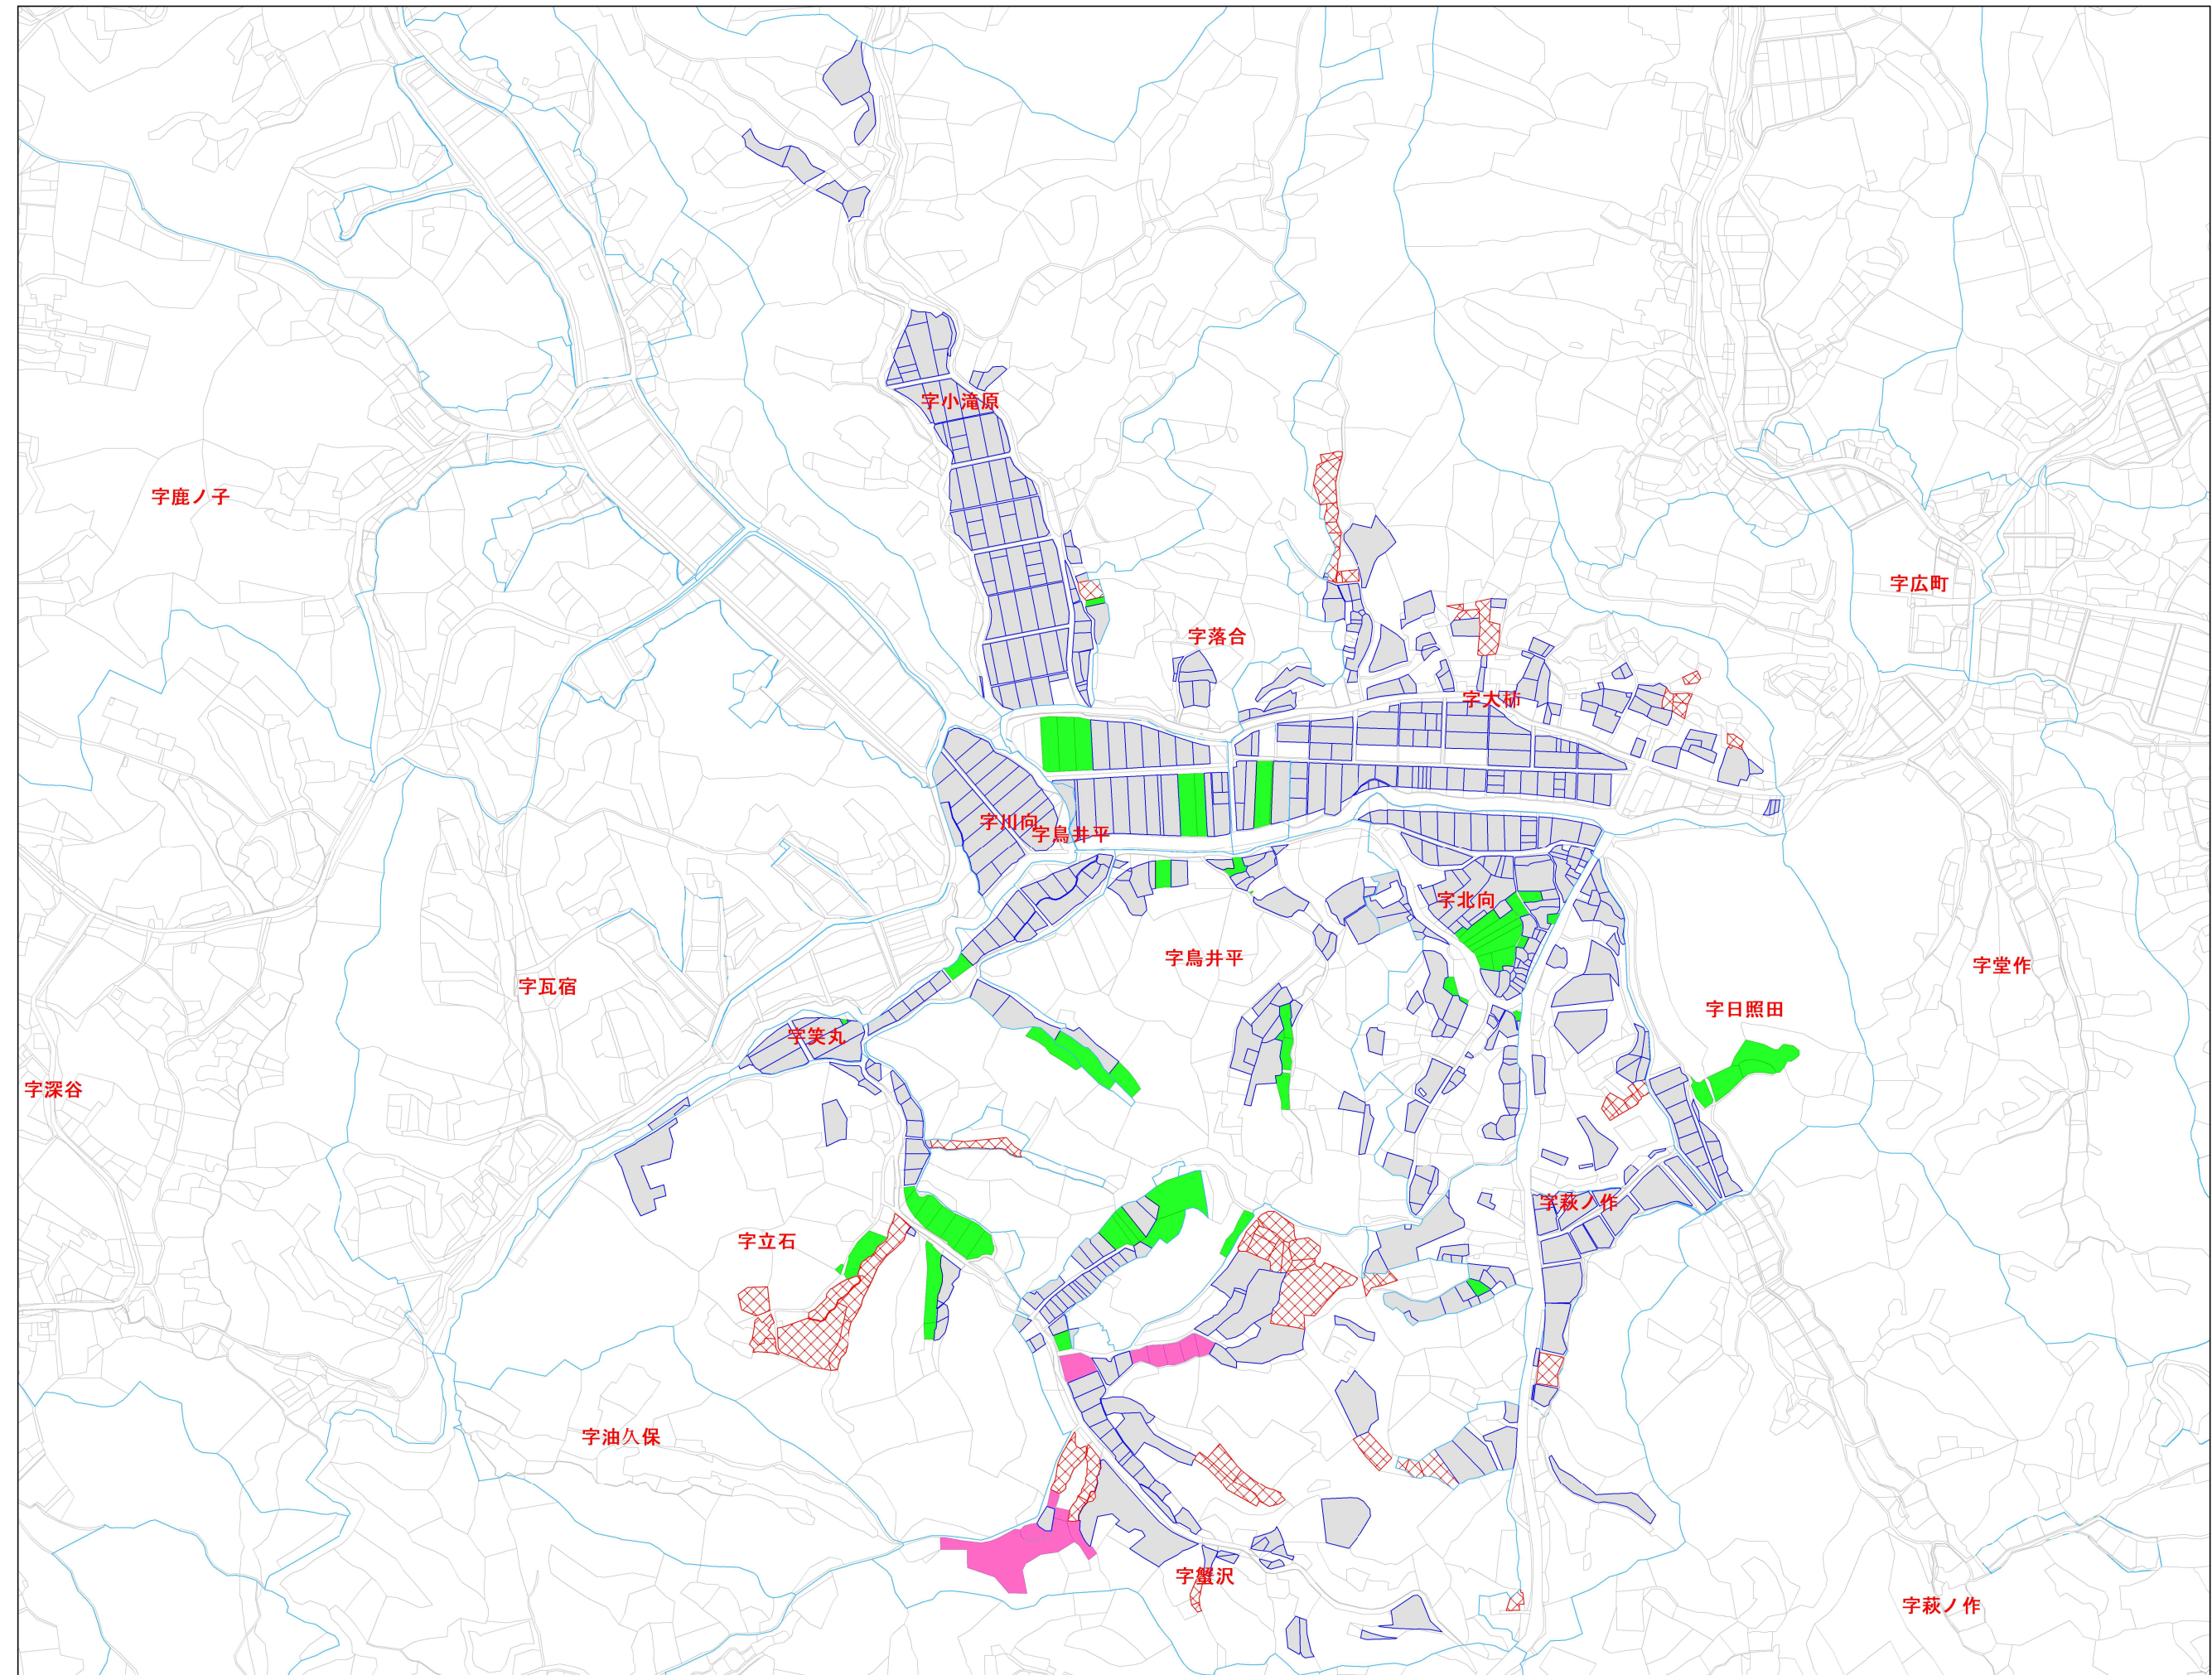 字小滝原
字鹿ノ子
字広町
字落合
字大柿
字川向
字鳥井平
字北向
字鳥井平
字堂作
字瓦宿
字日照田
字笑丸
字深谷
字萩ノ作
字立石
字油久保
字蟹沢
字萩ノ作